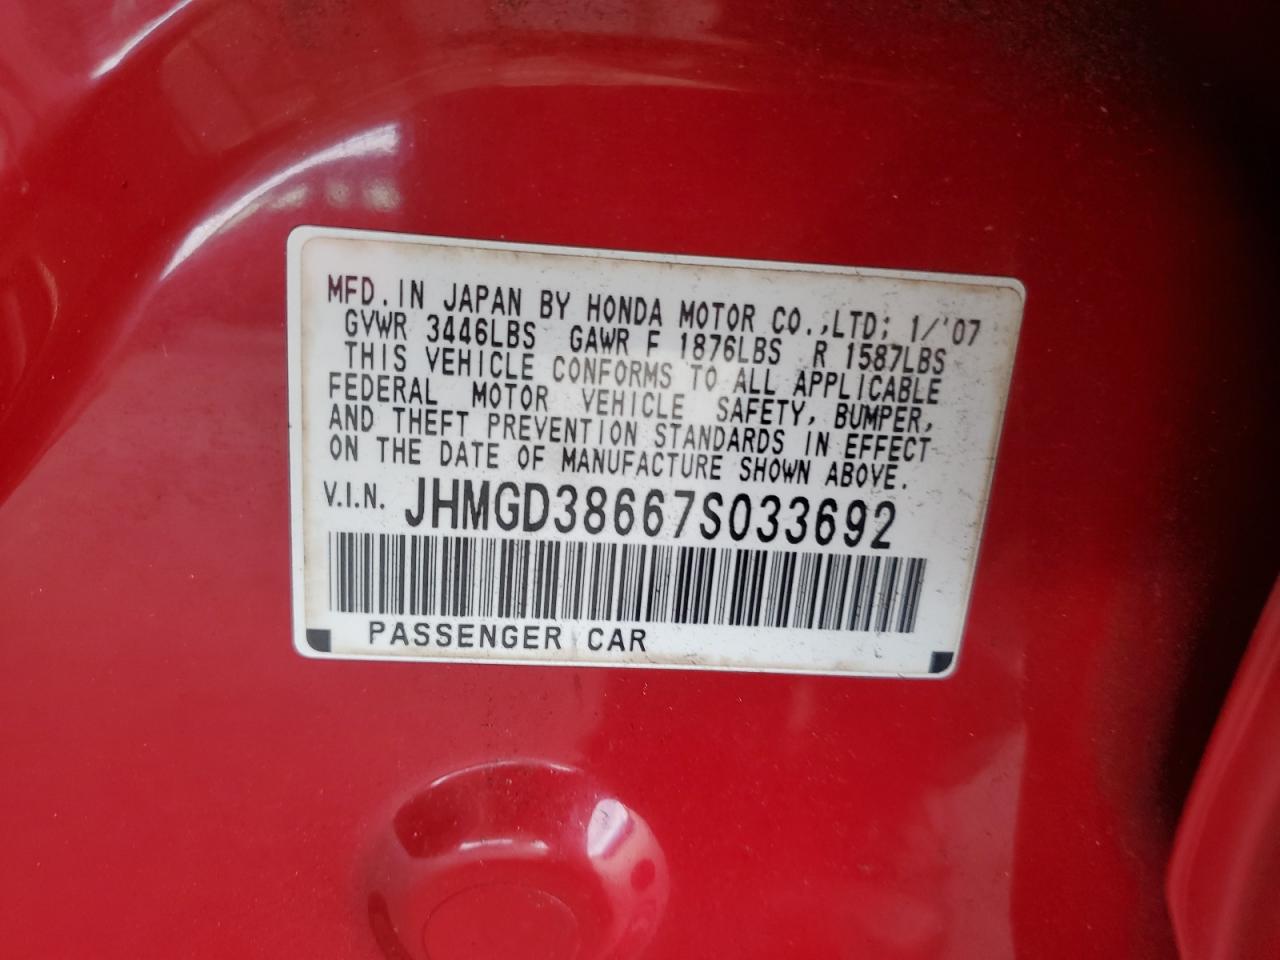 MFD. IN JAPAN BY HONDA MOTOR CO.,LTD; 1/'07
GVWR 3446LBS GAWR F 1876LBS R 1587LBS
THIS VEHICLE CONFORMS TO ALL APPLICABLE
FEDERAL MOTOR VEHICLE SAFETY, BUMPER,
AND THEFT PREVENTION STANDARDS IN EFFECT
ON THE DATE OF MANUFACTURE SHOWN ABOVE.
V.I.N. JHMGD38667S033692
PASSENGER CAR